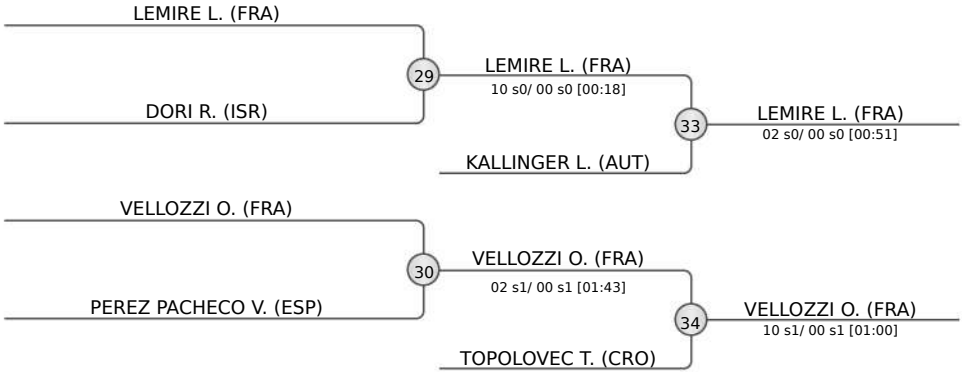 LEMIRE L. (FRA)
29
DORI R. (ISR)
LEMIRE L. (FRA)
10 s0/ 00 s0 [00:18]
33
KALLINGER L. (AUT)
LEMIRE L. (FRA)
02 s0/ 00 s0 [00:51]
VELLOZZI O. (FRA)
30
PEREZ PACHECO V. (ESP)
VELLOZZI O. (FRA)
02 s1/ 00 s1 [01:43]
34
TOPOLOVEC T. (CRO)
VELLOZZI O. (FRA)
10 s1/ 00 s1 [01:00]